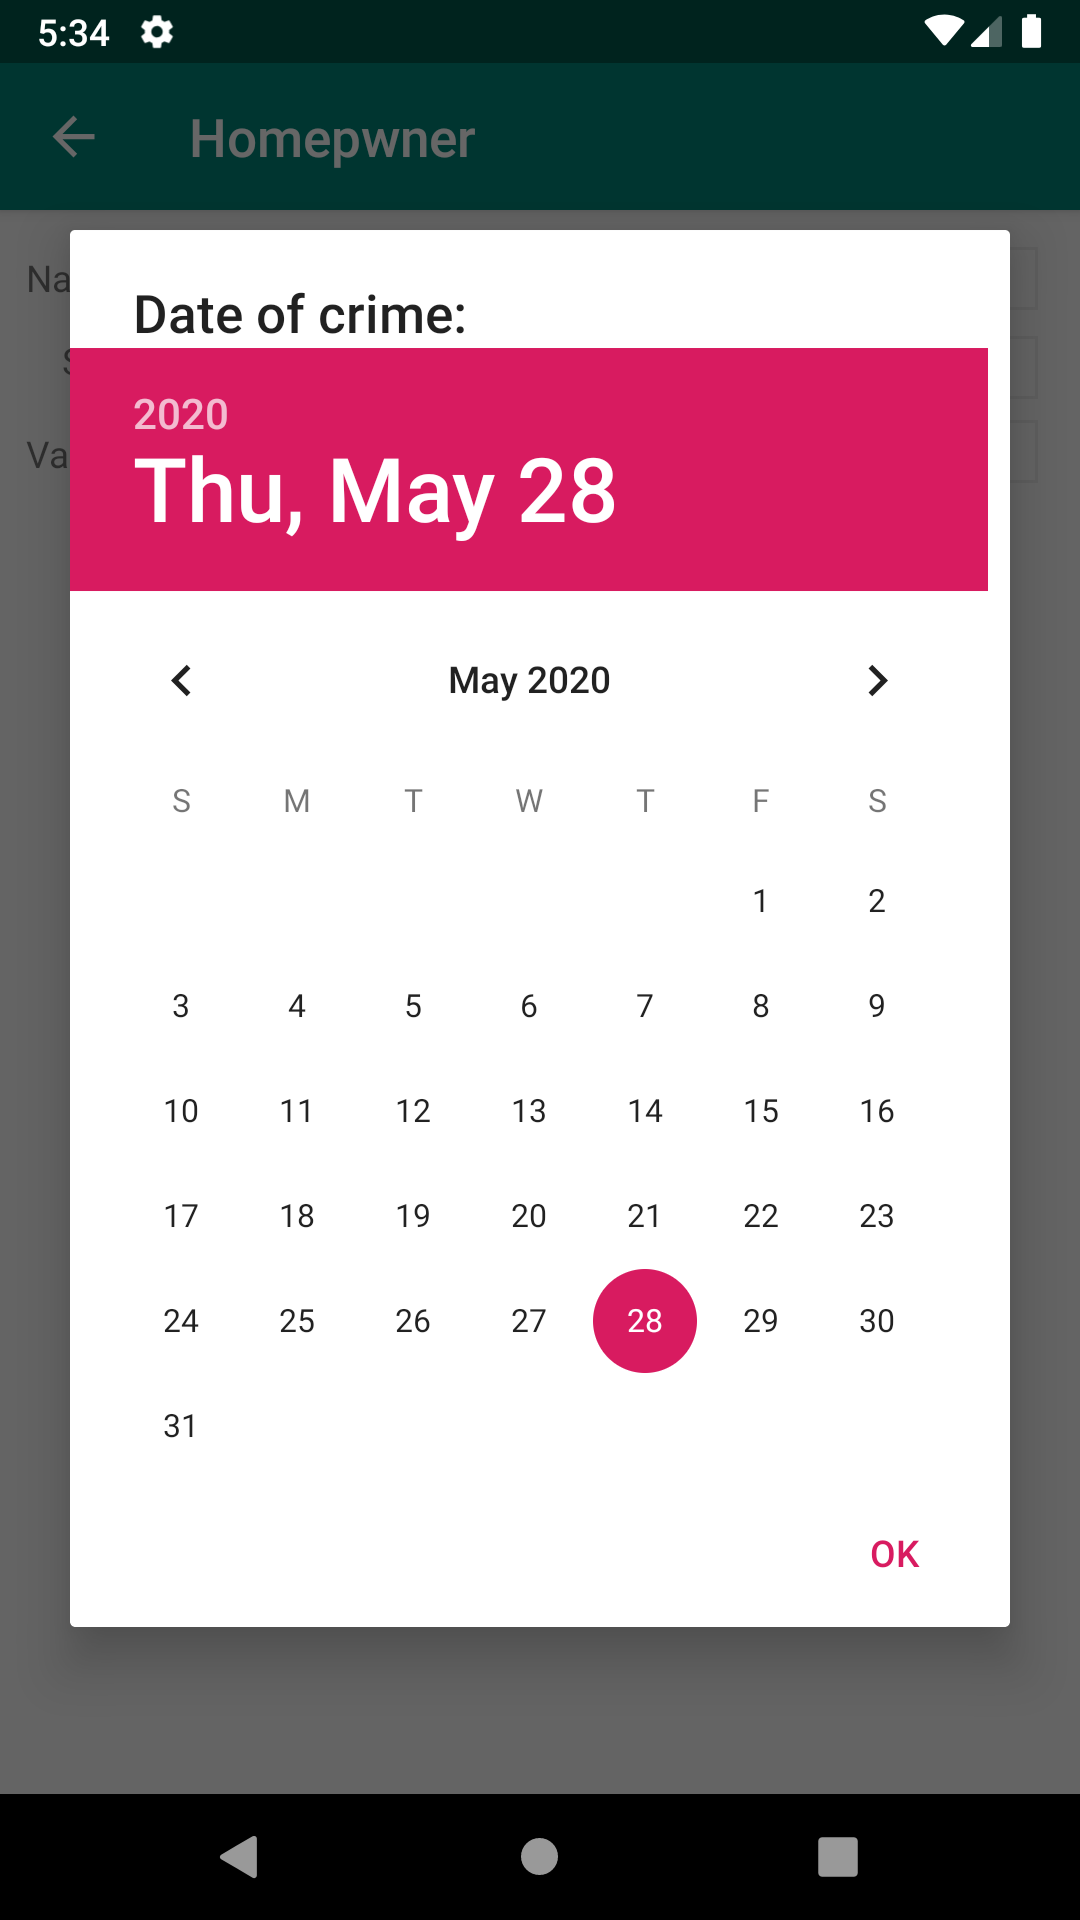 5:34
Homepwner
Na
S
Va
Date of crime:
2020
Thu, May 28
May 2020
S M T W T F S
1 2
3 4 5 6 7 8 9
10 11 12 13 14 15 16
17 18 19 20 21 22 23
24 25 26 27 28 29 30
31
OK